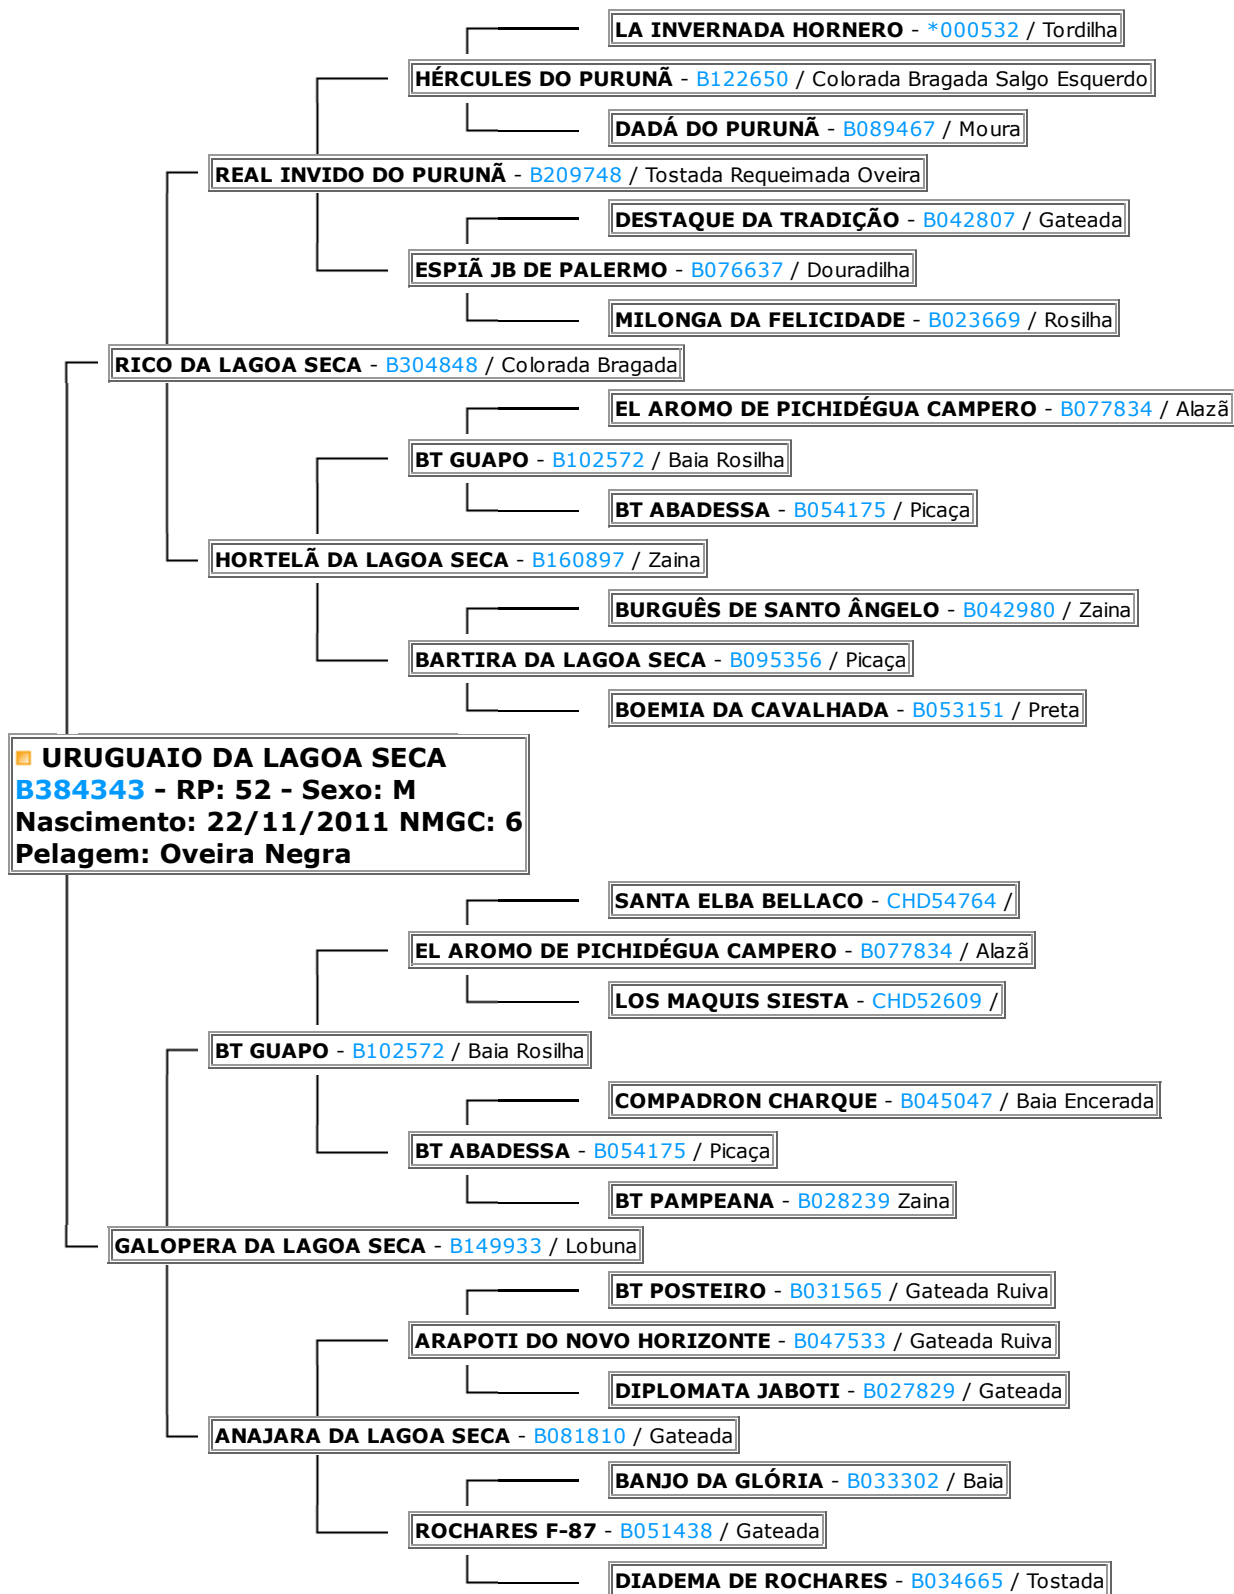 LA INVERNADA HORNERO - *000532 / Tordilha
HÉRCULES DO PURUNÃ - B122650 / Colorada Bragada Salgo Esquerdo
DADÁ DO PURUNÃ - B089467 / Moura
REAL INVIDO DO PURUNÃ - B209748 / Tostada Requeimada Oveira
DESTAQUE DA TRADIÇÃO - B042807 / Gateada
ESPIÃ JB DE PALERMO - B076637 / Douradilha
MILONGA DA FELICIDADE - B023669 / Rosilha
RICO DA LAGOA SECA - B304848 / Colorada Bragada
EL AROMO DE PICHIDÉGUA CAMPERO - B077834 / Alazã
BT GUAPO - B102572 / Baia Rosilha
BT ABADESSA - B054175 / Picaça
HORTELÃ DA LAGOA SECA - B160897 / Zaina
BURGUÊS DE SANTO ÂNGELO - B042980 / Zaina
BARTIRA DA LAGOA SECA - B095356 / Picaça
BOEMIA DA CAVALHADA - B053151 / Preta
URUGUAIO DA LAGOA SECA
B384343 - RP: 52 - Sexo: M
Nascimento: 22/11/2011 NMGC: 6
Pelagem: Oveira Negra
SANTA ELBA BELLACO - CHD54764 /
EL AROMO DE PICHIDÉGUA CAMPERO - B077834 / Alazã
LOS MAQUIS SIESTA - CHD52609 /
BT GUAPO - B102572 / Baia Rosilha
COMPADRON CHARQUE - B045047 / Baia Encerada
BT ABADESSA - B054175 / Picaça
BT PAMPEANA - B028239 Zaina
GALOPERA DA LAGOA SECA - B149933 / Lobuna
BT POSTEIRO - B031565 / Gateada Ruiva
ARAPOTI DO NOVO HORIZONTE - B047533 / Gateada Ruiva
DIPLOMATA JABOTI - B027829 / Gateada
ANAJARA DA LAGOA SECA - B081810 / Gateada
BANJO DA GLÓRIA - B033302 / Baia
ROCHARES F-87 - B051438 / Gateada
DIADEMA DE ROCHARES - B034665 / Tostada